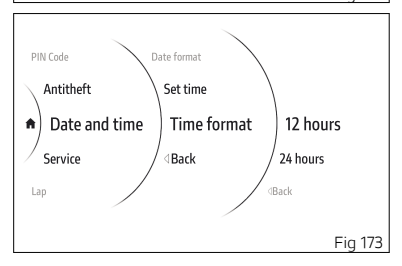 PIN Code
Antitheft
Date and time
Service
Lap
Date format
Set time
Time format
Back
12 hours
24 hours
Back
Fig 173